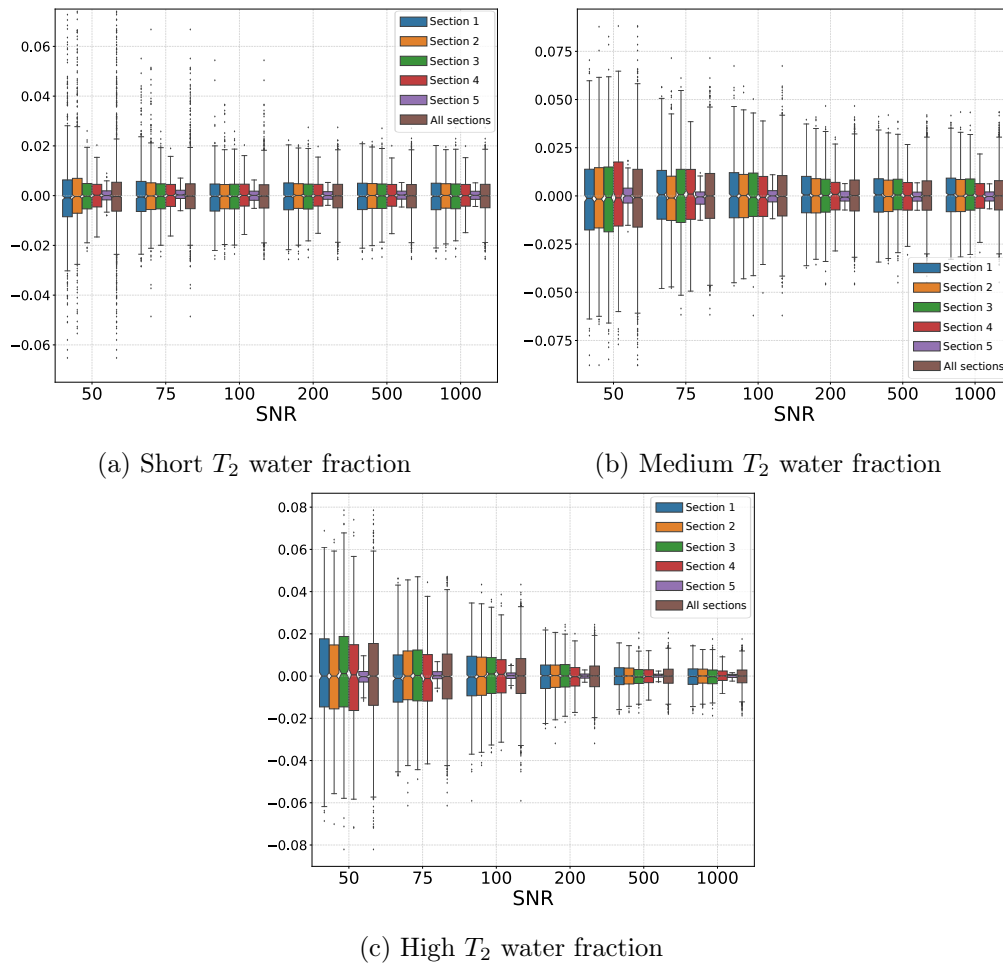 0.06
0.04
0.02
0.00
−0.02
−0.04
−0.06
Section 1
Section 2
Section 3
Section 4
Section 5
All sections
50 75 100 200 500 1000
SNR
(a) Short T₂ water fraction
0.075
0.050
0.025
0.000
−0.025
−0.050
−0.075
Section 1
Section 2
Section 3
Section 4
Section 5
All sections
50 75 100 200 500 1000
SNR
(b) Medium T₂ water fraction
0.08
0.06
0.04
0.02
0.00
−0.02
−0.04
−0.06
−0.08
Section 1
Section 2
Section 3
Section 4
Section 5
All sections
50 75 100 200 500 1000
SNR
(c) High T₂ water fraction